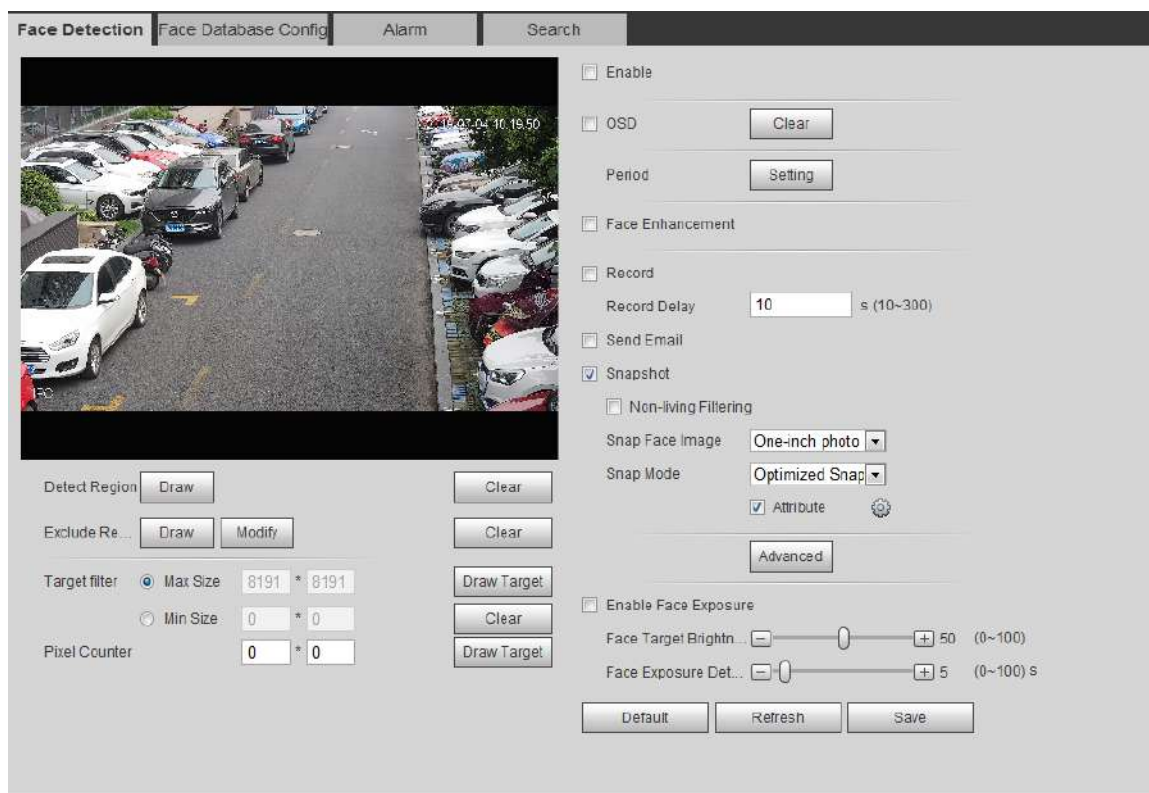 Face Detection Face Database Config Alarm Search
Enable
OSD Clear
Period Setting
Face Enhancement
Record
Record Delay 10 s (10~300)
Send Email
Snapshot
Non-living Filtering
Snap Face Image One-inch photo
Snap Mode Optimized Snap
Attribute
Advanced
Enable Face Exposure
Face Target Brightn... 50 (0~100)
Face Exposure Det... 5 (0~100) s
Default Refresh Save
10:19:50
Detect Region Draw Clear
Exclude Re... Draw Modify Clear
Target filter Max Size 8191 * 8191 Draw Target
Min Size 0 * 0 Clear
Pixel Counter 0 * 0 Draw Target